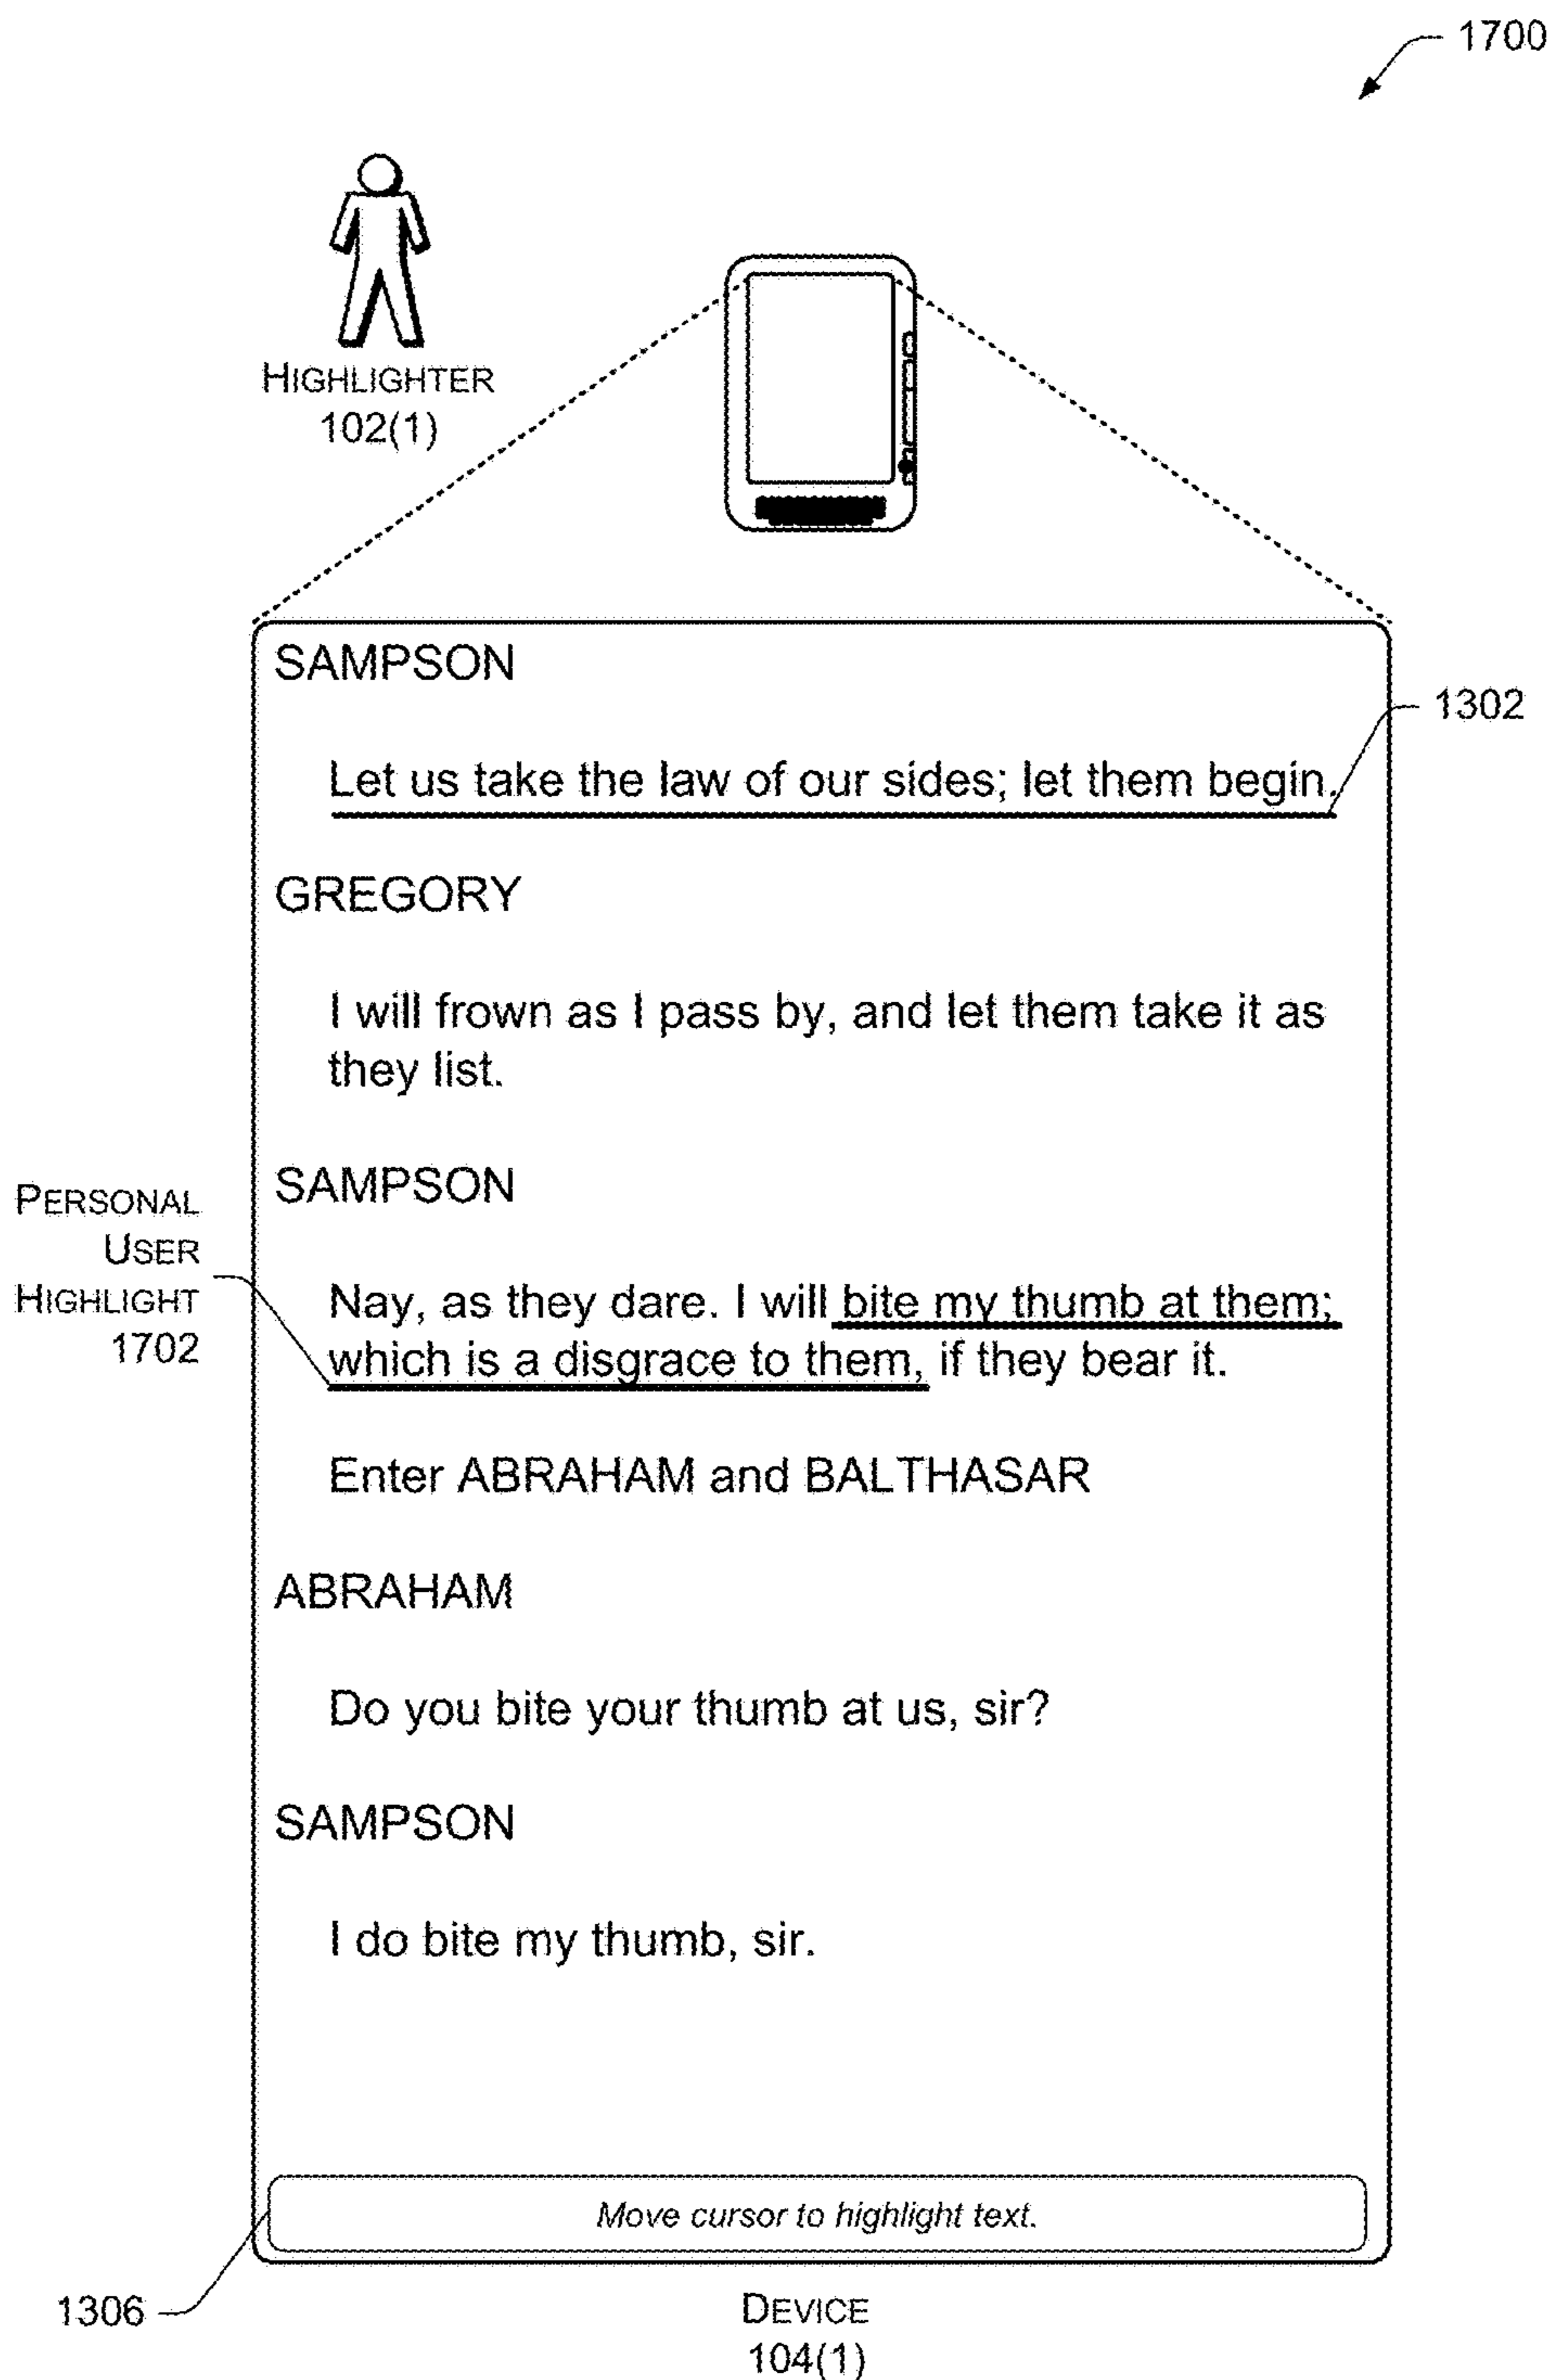 1700
HIGHLIGHTER
102(1)
SAMPSON
1302
Let us take the law of our sides; let them begin.
GREGORY
I will frown as I pass by, and let them take it as
they list.
SAMPSON
PERSONAL
USER
HIGHLIGHT
1702
Nay, as they dare. I will bite my thumb at them;
which is a disgrace to them, if they bear it.
Enter ABRAHAM and BALTHASAR
ABRAHAM
Do you bite your thumb at us, sir?
SAMPSON
I do bite my thumb, sir.
Move cursor to highlight text.
1306
DEVICE
104(1)